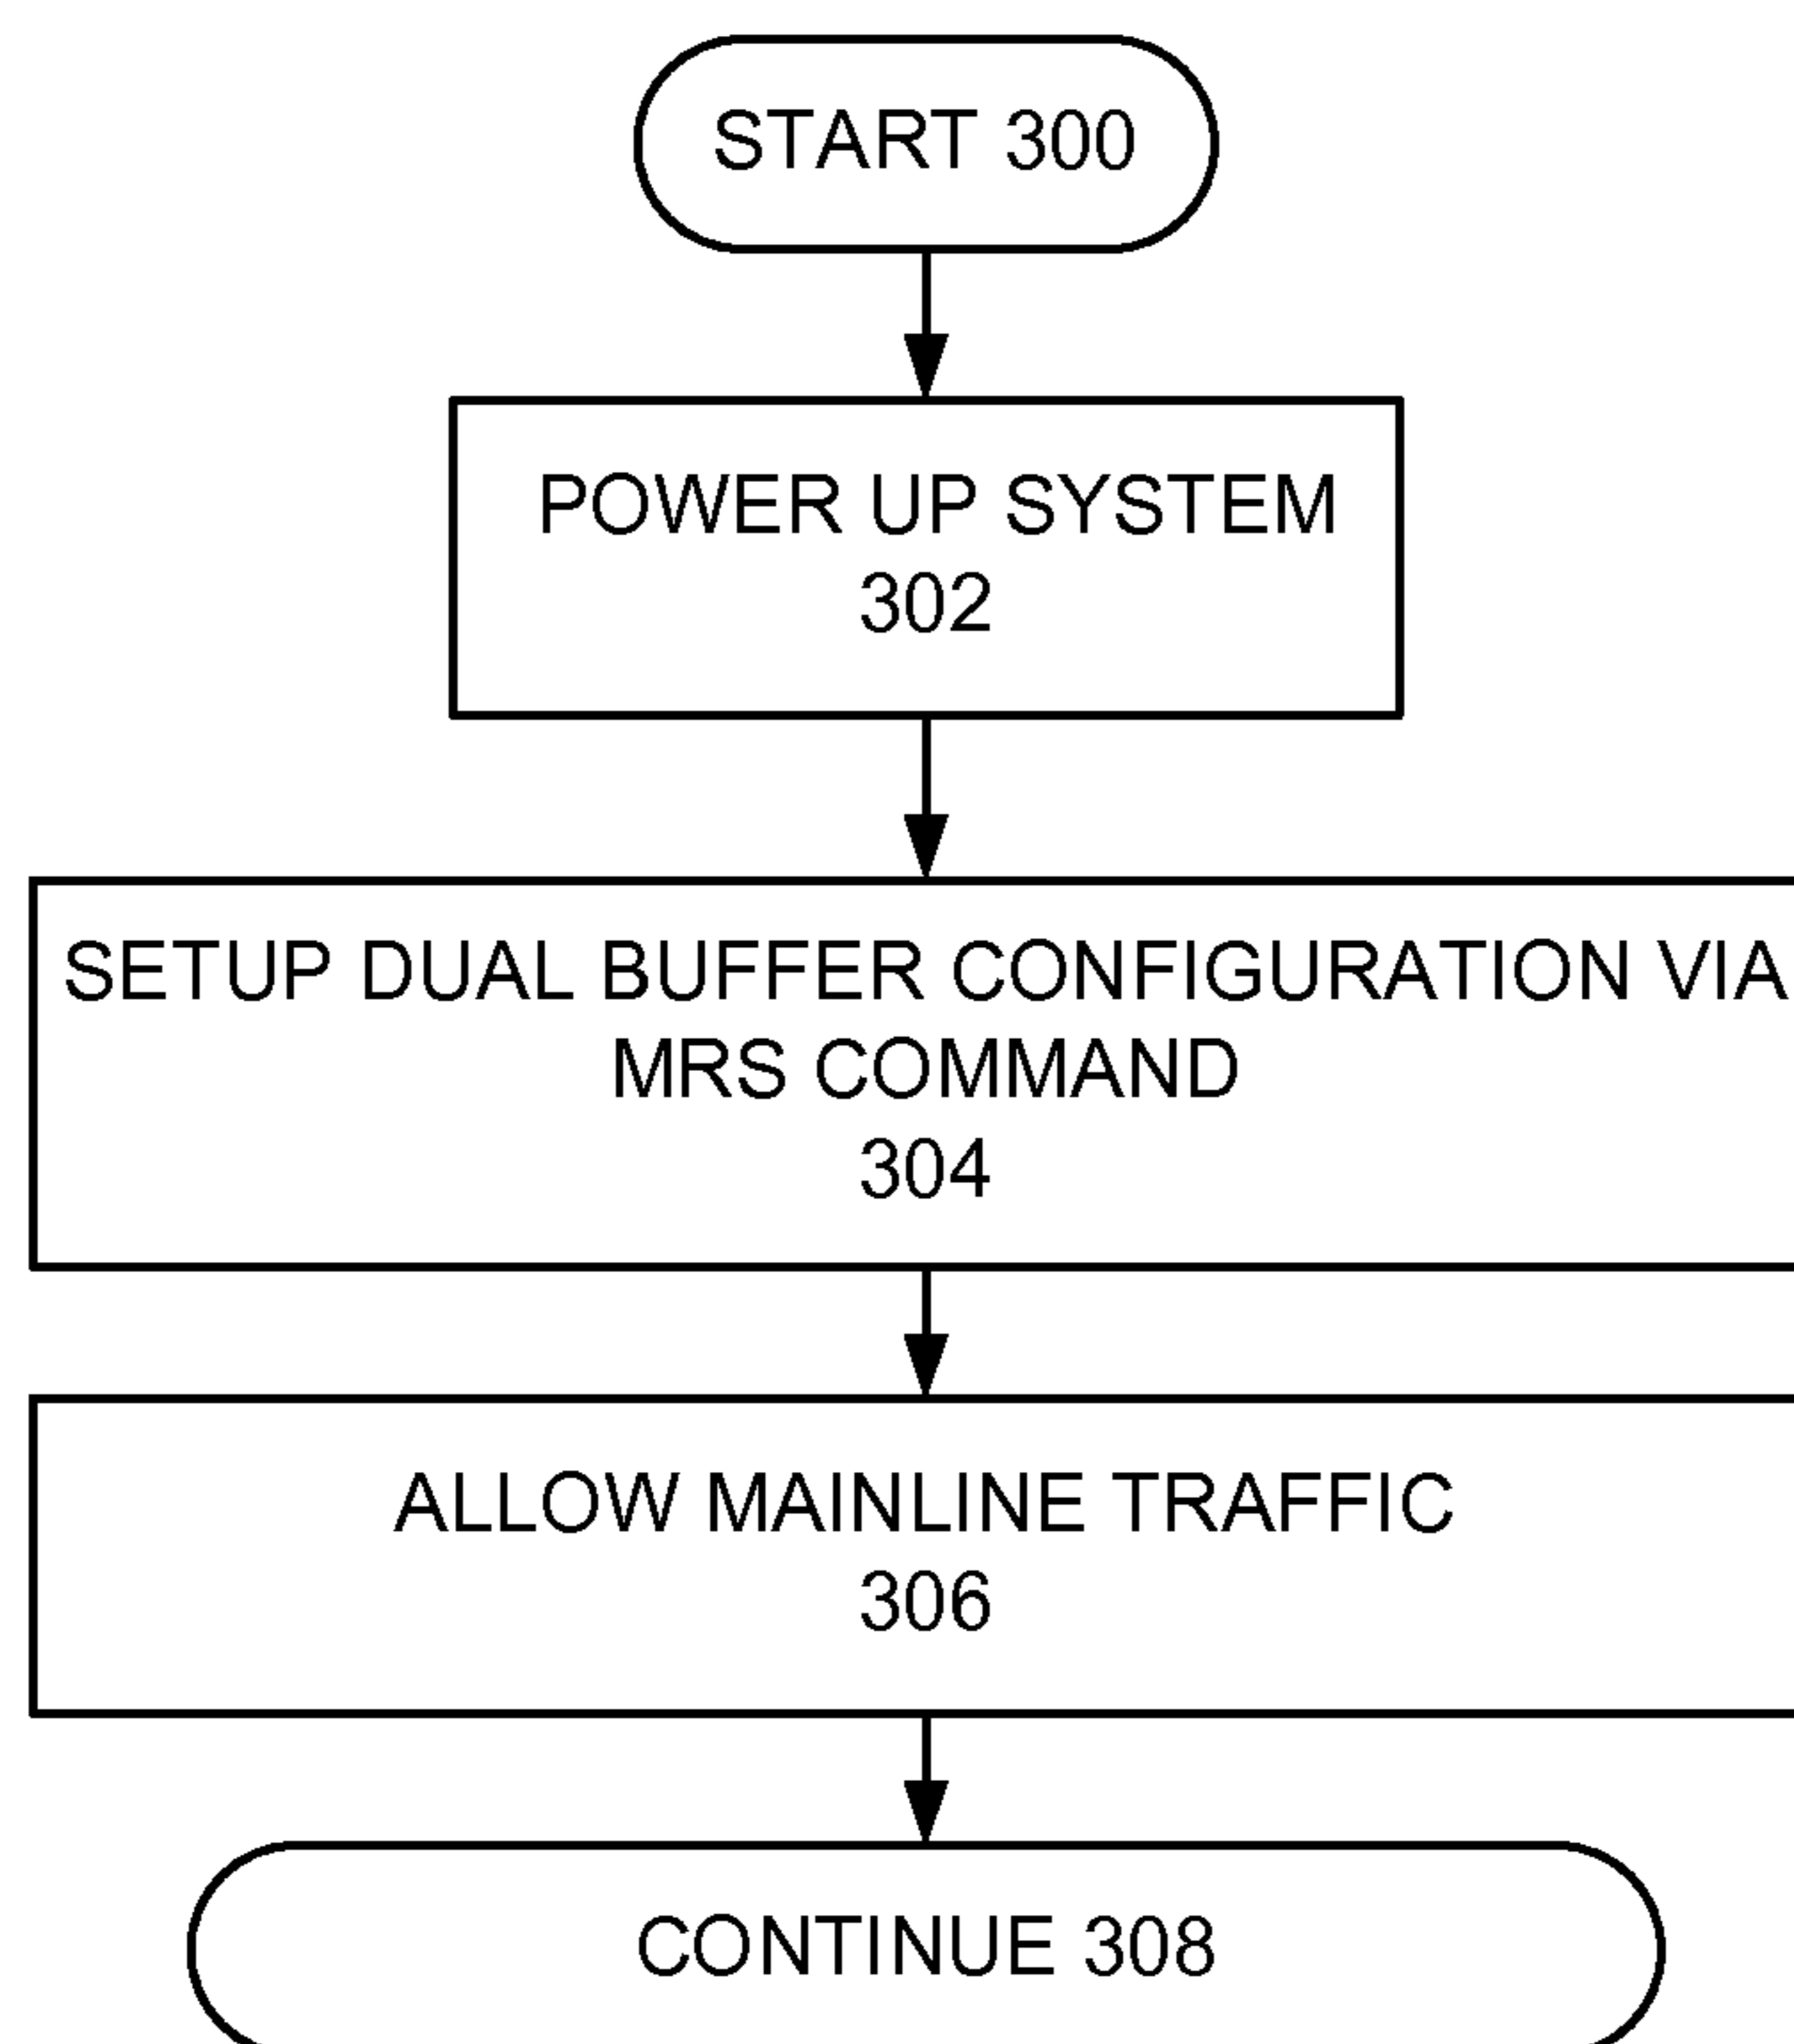 START 300
POWER UP SYSTEM
302
SETUP DUAL BUFFER CONFIGURATION VIA
MRS COMMAND
304
ALLOW MAINLINE TRAFFIC
306
CONTINUE 308